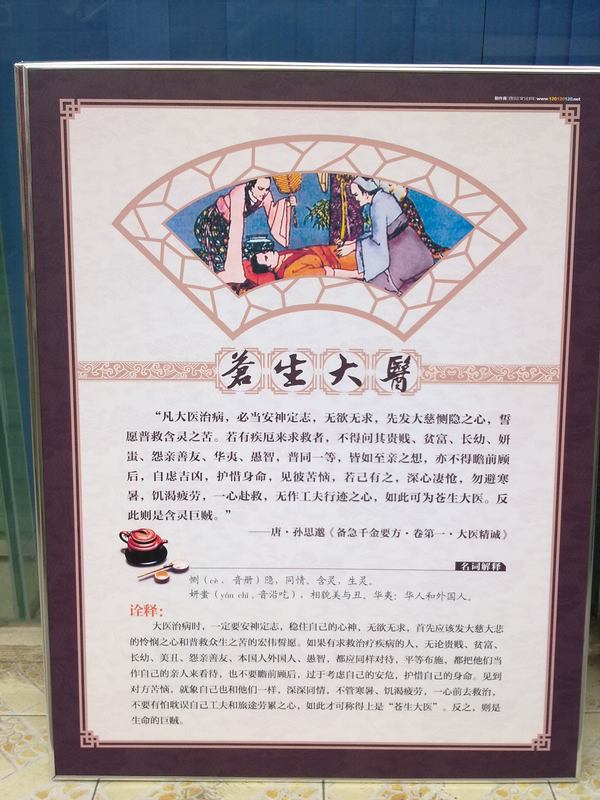 www.120120120.net
蒼生大醫
“凡大医治病，必当安神定志，无欲无求，先发大慈恻隐之心，誓
愿普救含灵之苦。若有疾厄来求救者，不得问其贵贱、贫富、长幼、妍
蚩、怨亲善友、华夷、愚智，普同一等，皆如至亲之想，亦不得瞻前顾
后，自虑吉凶，护惜身命，见彼苦恼，若己有之，深心凄怆，勿避寒
暑、饥渴疲劳，一心赴救，无作工夫行迹之心，如此可为苍生大医。反
此则是含灵巨贼。”
——唐·孙思邈《备急千金要方·卷第一·大医精诚》
名词解释
恻（cè、音册）隐，同情。含灵，生灵。
妍蚩（yán chī、音沿吃），相貌美与丑。华夷：华人和外国人。
诠释：
大医治病时，一定要安神定志，稳住自己的心神，无欲无求，首先应该发大慈大悲
的怜悯之心和普救众生之苦的宏伟誓愿。如果有求救治疗疾病的人，无论贵贱、贫富、
长幼、美丑、怨亲善友、本国人外国人、愚智，都应同样对待，平等布施，都把他们当
作自己的亲人来看待，也不要瞻前顾后，过于考虑自己的安危，护惜自己的身命。见到
对方苦恼，就象自己也和他们一样，深深同情，不管寒暑、饥渴疲劳，一心前去救治，
不要有怕耽误自己工夫和旅途劳累之心，如此才可称得上是“苍生大医”。反之，则是
生命的巨贼。